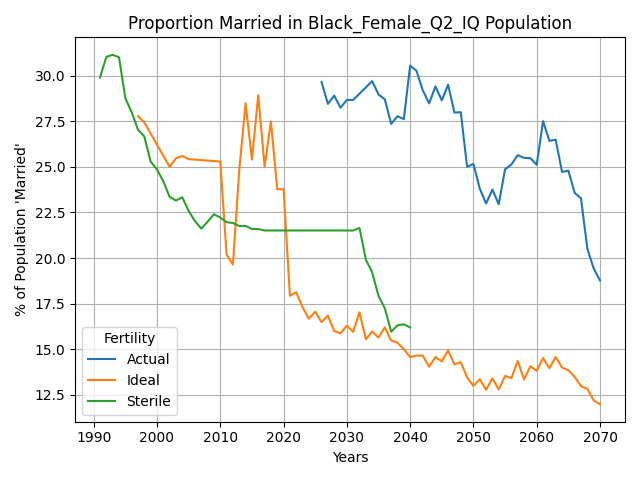 Proportion Married in Black_Female_Q2_IQ Population
% of Population 'Married'
30.0
27.5
25.0
22.5
20.0
17.5
15.0
12.5
Fertility
Actual
Ideal
Sterile
1990 2000 2010 2020 2030 2040 2050 2060 2070
Years